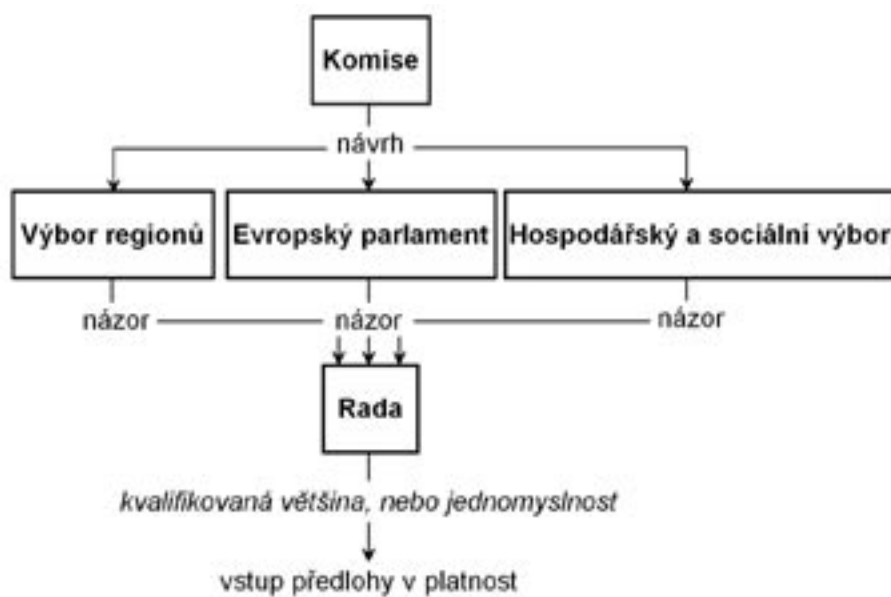 Komise
návrh
Výbor regionů
Evropský parlament
Hospodářský a sociální výbor
názor
názor
názor
Rada
kvalifikovaná většina, nebo jednomyslnost
vstup předlohy v platnost